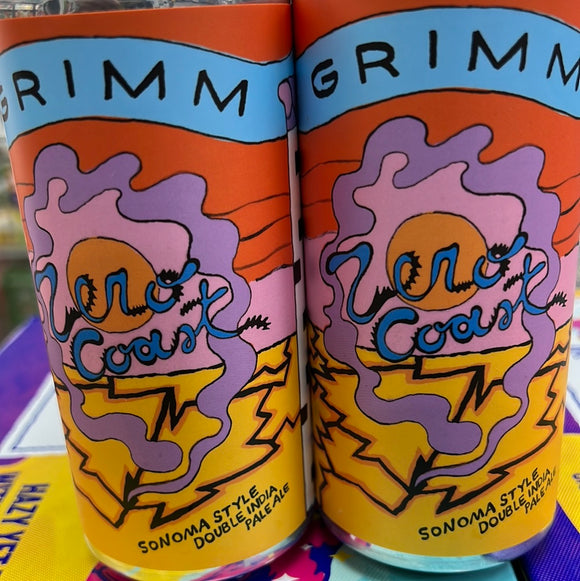 GRIMM
Zero
Coast
SONOMA STYLE
DOUBLE INDIA
PALE ALE
GRIMM
Zero
Coast
SONOMA STYLE
DOUBLE INDIA
PALE ALE
HAZY